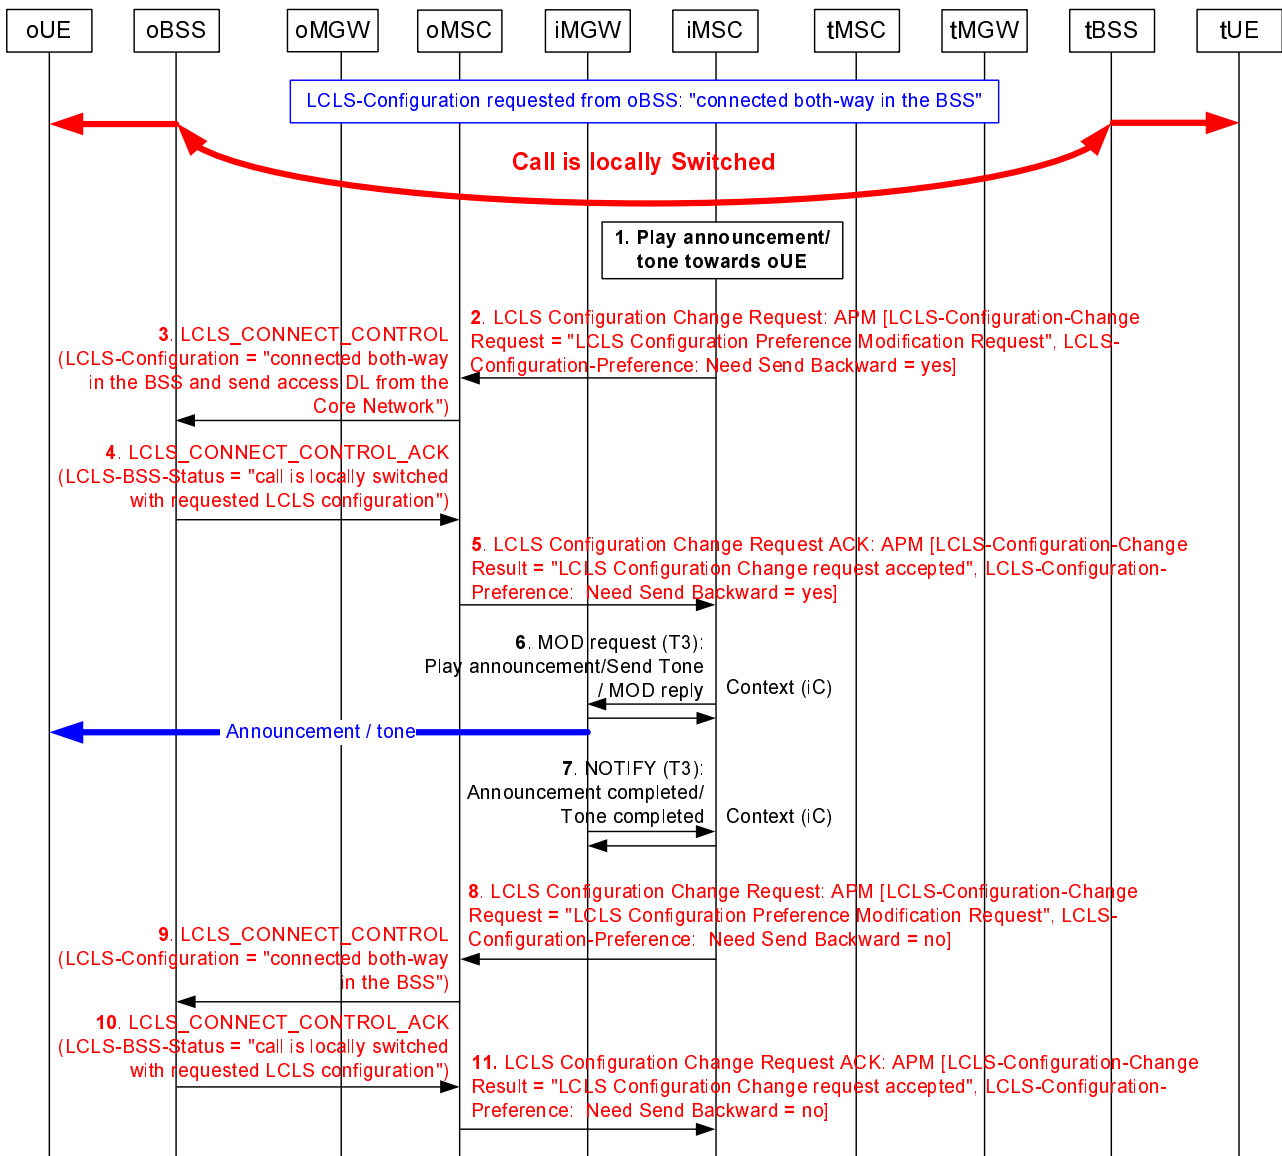 oUE oBSS oMGW oMSC iMGW iMSC tMSC tMGW tBSS tUE
LCLS-Configuration requested from oBSS: "connected both-way in the BSS"
Call is locally Switched
1. Play announcement/
tone towards oUE
2. LCLS Configuration Change Request: APM [LCLS-Configuration-Change
Request = "LCLS Configuration Preference Modification Request", LCLS-
Configuration-Preference: Need Send Backward = yes]
3. LCLS_CONNECT_CONTROL
(LCLS-Configuration = "connected both-way
in the BSS and send access DL from the
Core Network")
4. LCLS_CONNECT_CONTROL_ACK
(LCLS-BSS-Status = "call is locally switched
with requested LCLS configuration")
5. LCLS Configuration Change Request ACK: APM [LCLS-Configuration-Change
Result = "LCLS Configuration Change request accepted", LCLS-Configuration-
Preference:  Need Send Backward = yes]
6. MOD request (T3):
Play announcement/Send Tone
/ MOD reply
Context (iC)
Announcement / tone
7. NOTIFY (T3):
Announcement completed/
Tone completed
Context (iC)
8. LCLS Configuration Change Request: APM [LCLS-Configuration-Change
Request = "LCLS Configuration Preference Modification Request", LCLS-
Configuration-Preference:  Need Send Backward = no]
9. LCLS_CONNECT_CONTROL
(LCLS-Configuration = "connected both-way
in the BSS")
10. LCLS_CONNECT_CONTROL_ACK
(LCLS-BSS-Status = "call is locally switched
with requested LCLS configuration")
11. LCLS Configuration Change Request ACK: APM [LCLS-Configuration-Change
Result = "LCLS Configuration Change request accepted", LCLS-Configuration-
Preference:  Need Send Backward = no]